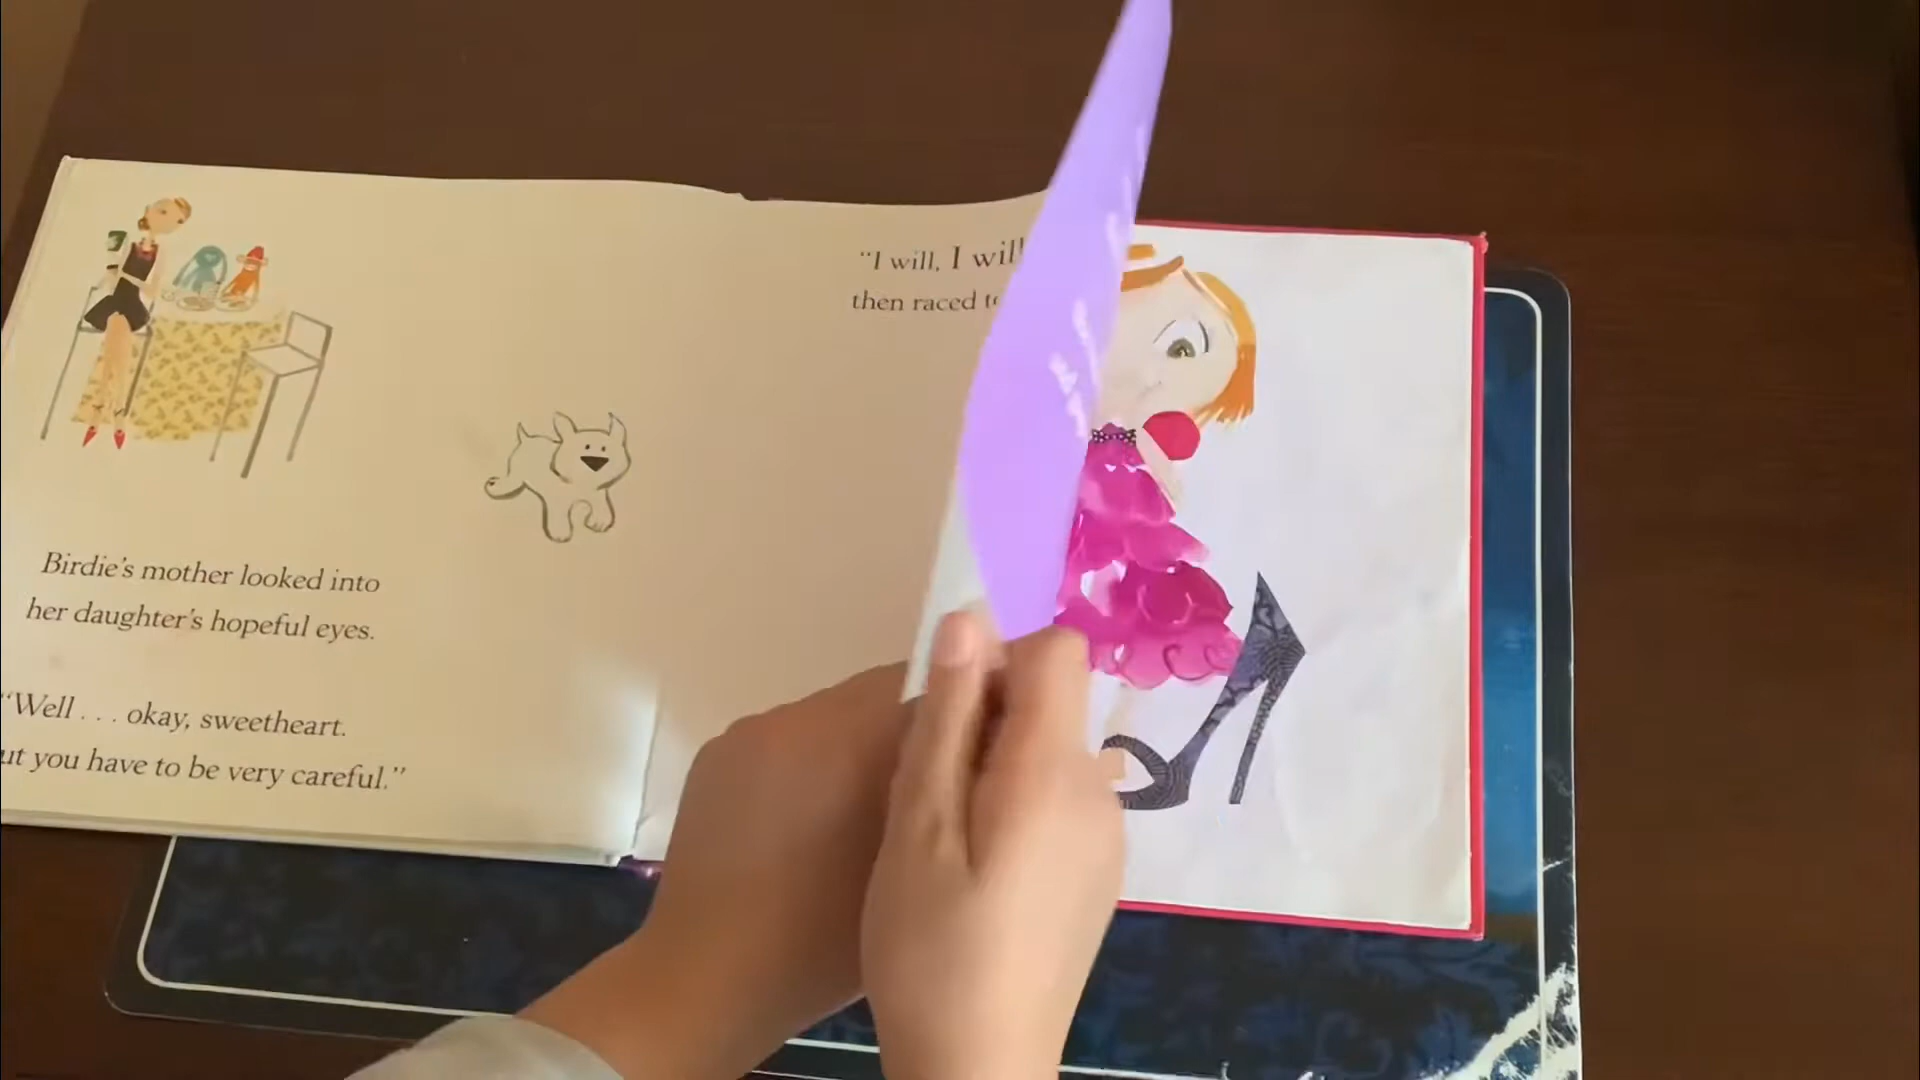 Birdie's mother looked into
her daughter's hopeful eyes.
"Well . . . okay, sweetheart.
ut you have to be very careful."
"I will, I will
then raced